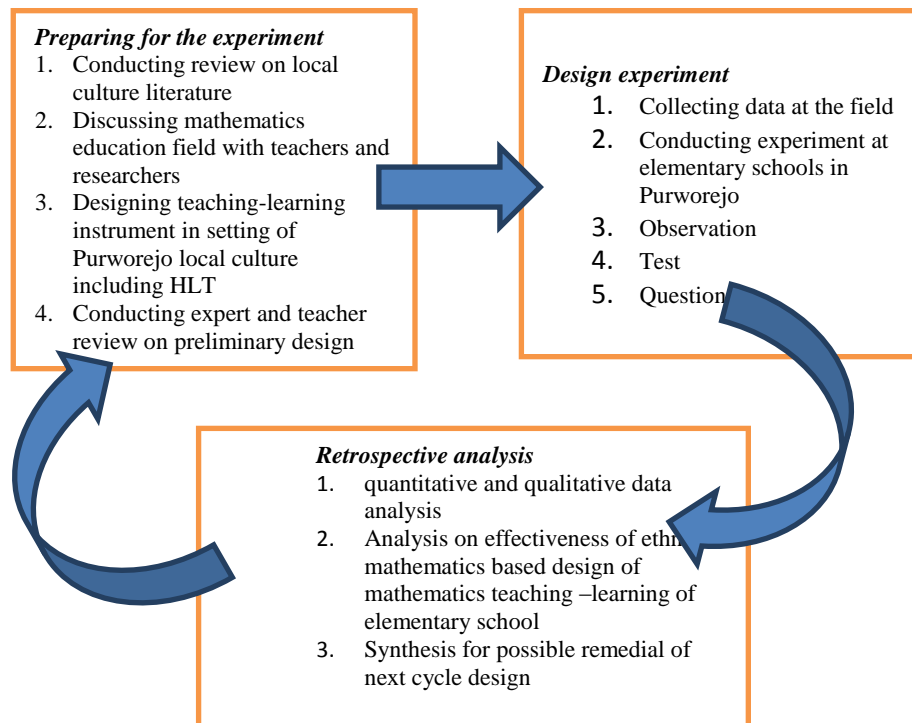 Preparing for the experiment
1. Conducting review on local
culture literature
2. Discussing mathematics
education field with teachers and
researchers
3. Designing teaching-learning
instrument in setting of
Purworejo local culture
including HLT
4. Conducting expert and teacher
review on preliminary design
Design experiment
1. Collecting data at the field
2. Conducting experiment at
elementary schools in
Purworejo
3. Observation
4. Test
5. Question
Retrospective analysis
1. quantitative and qualitative data
analysis
2. Analysis on effectiveness of
mathematics based design of
mathematics teaching –learning of
elementary school
3. Synthesis for possible remedial of
next cycle design